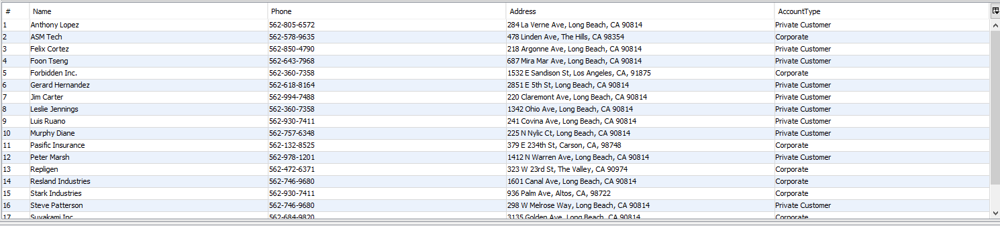 # Name Phone Address AccountType
1 Anthony Lopez 562-805-6572 284 La Verne Ave, Long Beach, CA 90814 Private Customer
2 ASM Tech 562-578-9635 478 Linden Ave, The Hills, CA 98354 Corporate
3 Felix Cortez 562-850-4790 218 Argonne Ave, Long Beach, CA 90814 Private Customer
4 Foon Tseng 562-643-7968 687 Mira Mar Ave, Long Beach, CA 90814 Private Customer
5 Forbidden Inc. 562-360-7358 1532 E Sandison St, Los Angeles, CA, 91875 Corporate
6 Gerard Hernandez 562-618-8164 2851 E 5th St, Long Beach, CA 90814 Private Customer
7 Jim Carter 562-994-7488 220 Claremont Ave, Long Beach, CA 90814 Private Customer
8 Leslie Jennings 562-360-7358 1342 Ohio Ave, Long Beach, CA 90814 Private Customer
9 Luis Ruano 562-930-7411 241 Covina Ave, Long Beach, CA 90814 Private Customer
10 Murphy Diane 562-757-6348 225 N Nylic Ct, Long Beach, CA 90814 Private Customer
11 Pasific Insurance 562-132-8525 379 E 234th St, Carson, CA, 98748 Corporate
12 Peter Marsh 562-978-1201 1412 N Warren Ave, Long Beach, CA 90814 Private Customer
13 Repligen 562-472-6371 323 W 23rd St, The Valley, CA 90974 Corporate
14 Resland Industries 562-746-9680 1601 Canal Ave, Long Beach, CA 90814 Corporate
15 Stark Industries 562-930-7411 936 Palm Ave, Altos, CA, 98722 Corporate
16 Steve Patterson 562-746-9680 298 W Melrose Way, Long Beach, CA 90814 Private Customer
17 Suyakami Inc. 562-684-9820 3135 Golden Ave, Long Beach, CA 90814 Corporate